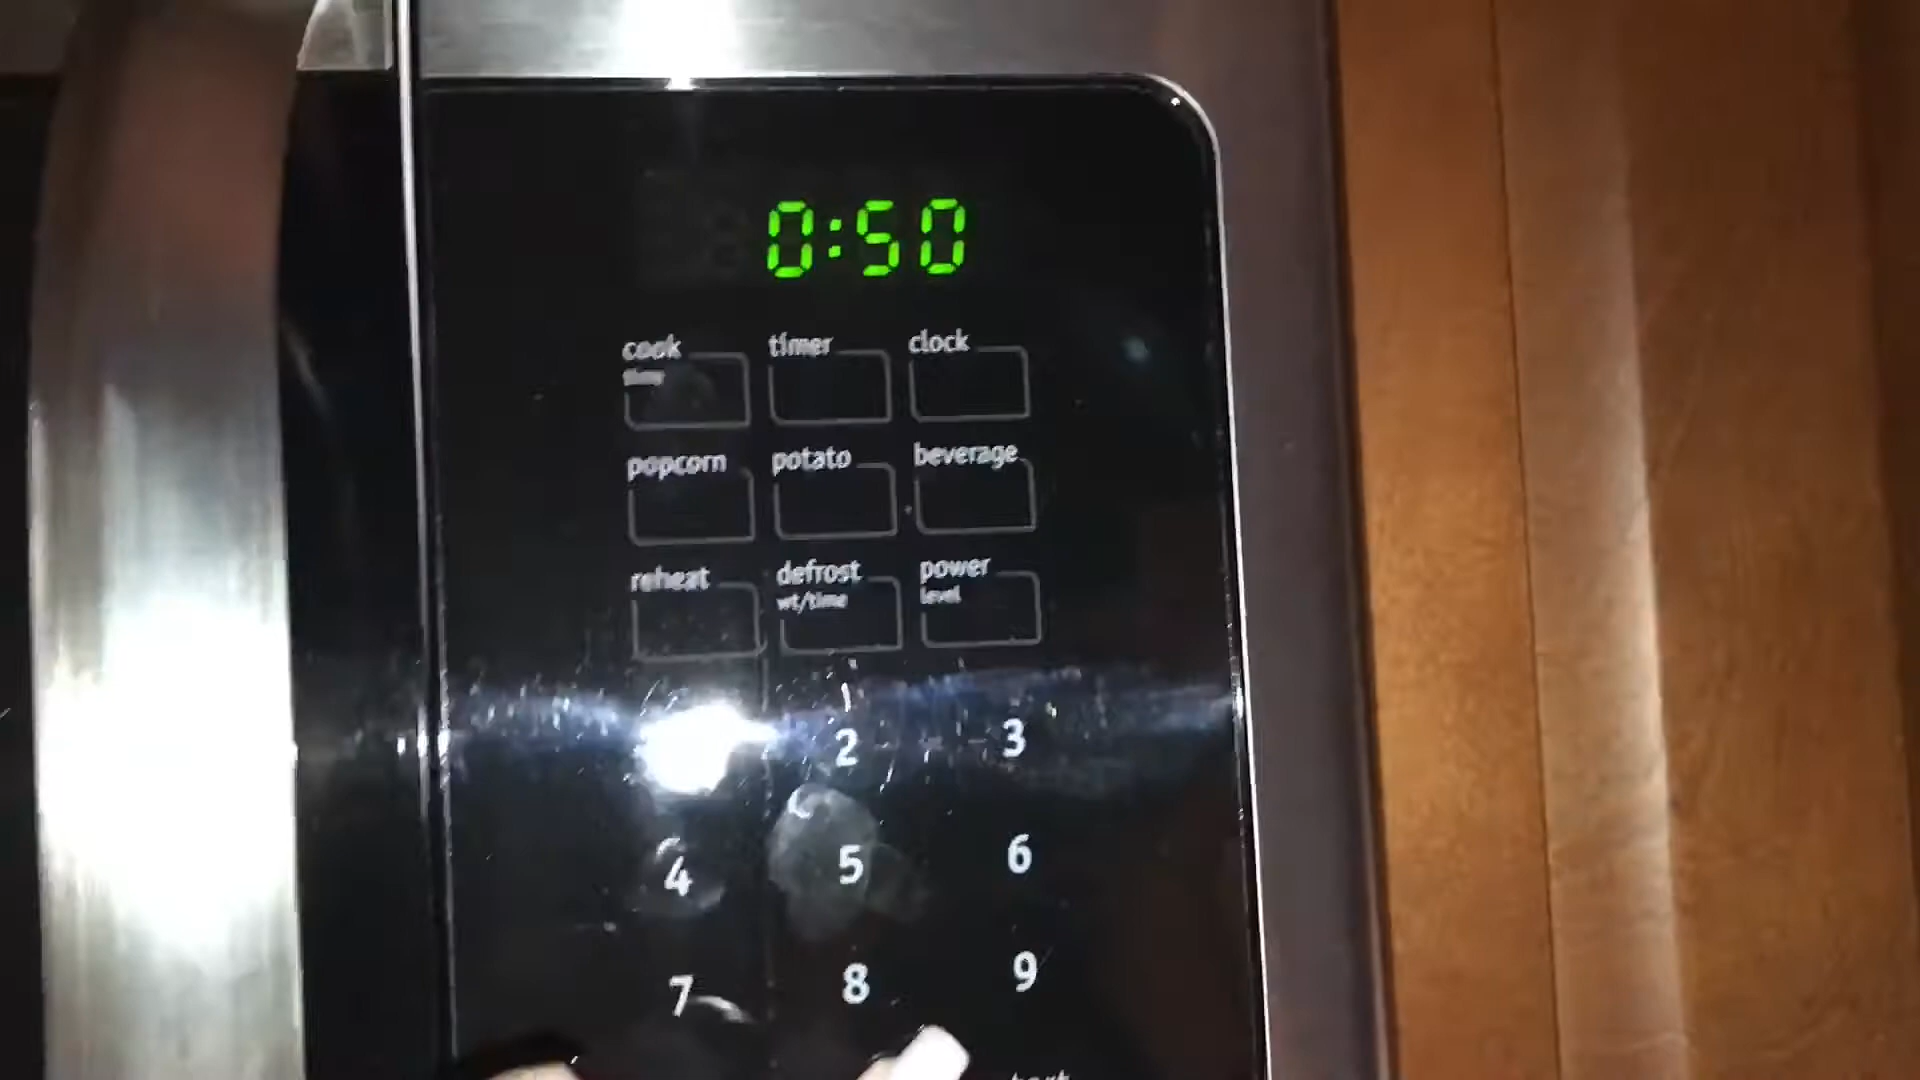 0:50
cook timer clock
time
popcorn potato beverage
reheat defrost power
wt/time level
2 3
4 5 6
7 8 9